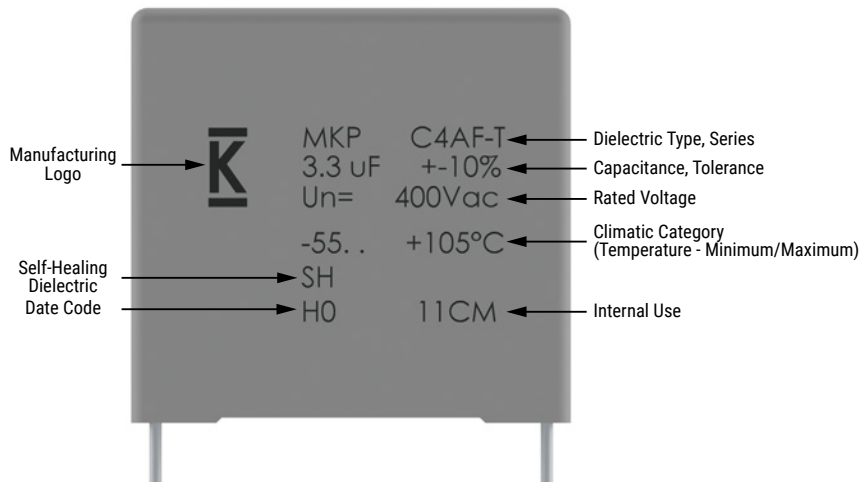 Manufacturing
Logo
K
MKP C4AF-T
3.3 uF +-10%
Un= 400Vac
-55. . +105°C
SH
H0 11CM
Self-Healing
Dielectric
Date Code
Dielectric Type, Series
Capacitance, Tolerance
Rated Voltage
Climatic Category
(Temperature - Minimum/Maximum)
Internal Use